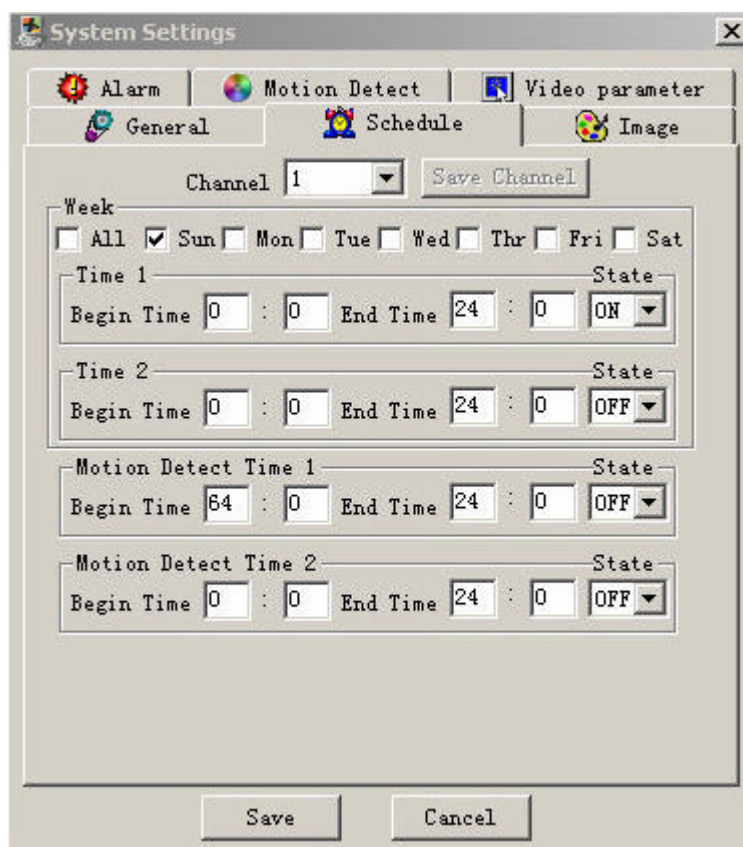 System Settings
Alarm Motion Detect Video parameter
General Schedule Image
Channel 1 Save Channel
Week
All Sun Mon Tue Wed Thr Fri Sat
Time 1 State
Begin Time 0 : 0 End Time 24 : 0 ON
Time 2 State
Begin Time 0 : 0 End Time 24 : 0 OFF
Motion Detect Time 1 State
Begin Time 64 : 0 End Time 24 : 0 OFF
Motion Detect Time 2 State
Begin Time 0 : 0 End Time 24 : 0 OFF
Save Cancel